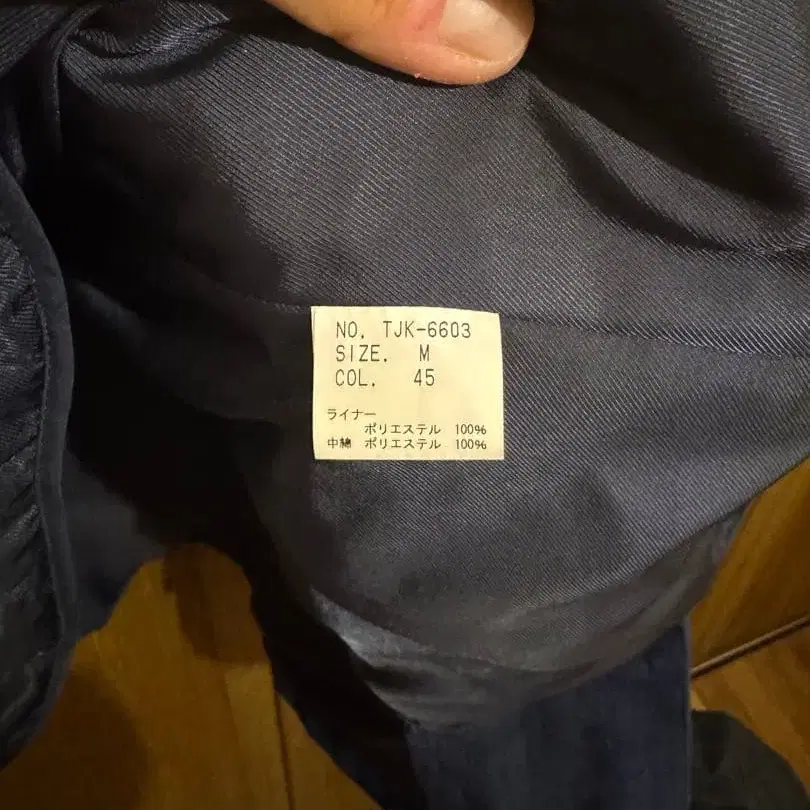 NO. TJK-6603
SIZE. M
COL. 45
ライナー
ポリエステル 100%
中綿 ポリエステル 100%